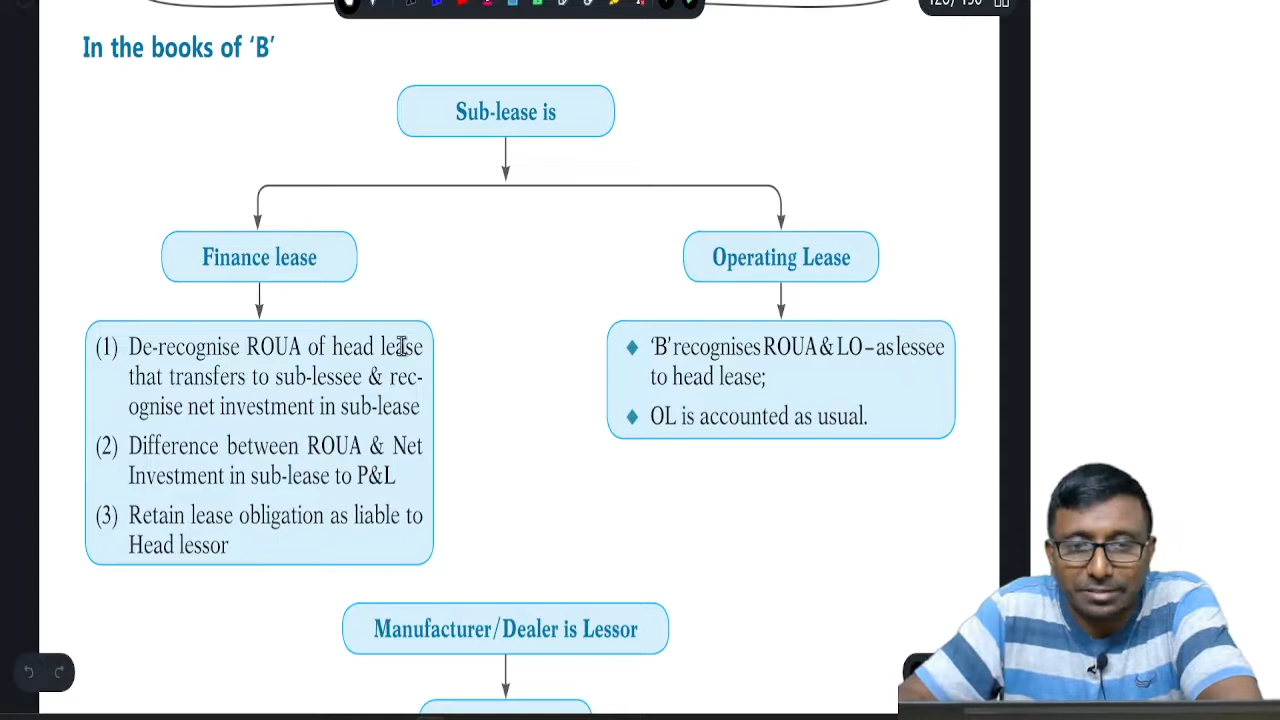 In the books of ‘B’
Sub-lease is
Finance lease
Operating Lease
(1) De-recognise ROUA of head lease
that transfers to sub-lessee & rec-
ognise net investment in sub-lease
(2) Difference between ROUA & Net
Investment in sub-lease to P&L
(3) Retain lease obligation as liable to
Head lessor
‘B’ recognises ROUA & LO – as lessee
to head lease;
OL is accounted as usual.
Manufacturer/Dealer is Lessor